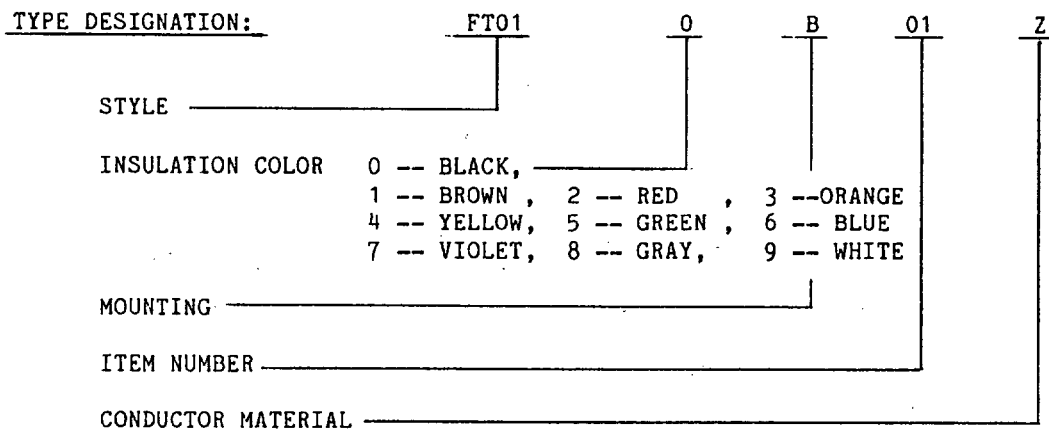 TYPE DESIGNATION: FT01 0 B 01 Z
STYLE
INSULATION COLOR 0 -- BLACK,
1 -- BROWN , 2 -- RED , 3 --ORANGE
4 -- YELLOW, 5 -- GREEN , 6 -- BLUE
7 -- VIOLET, 8 -- GRAY, 9 -- WHITE
MOUNTING
ITEM NUMBER
CONDUCTOR MATERIAL